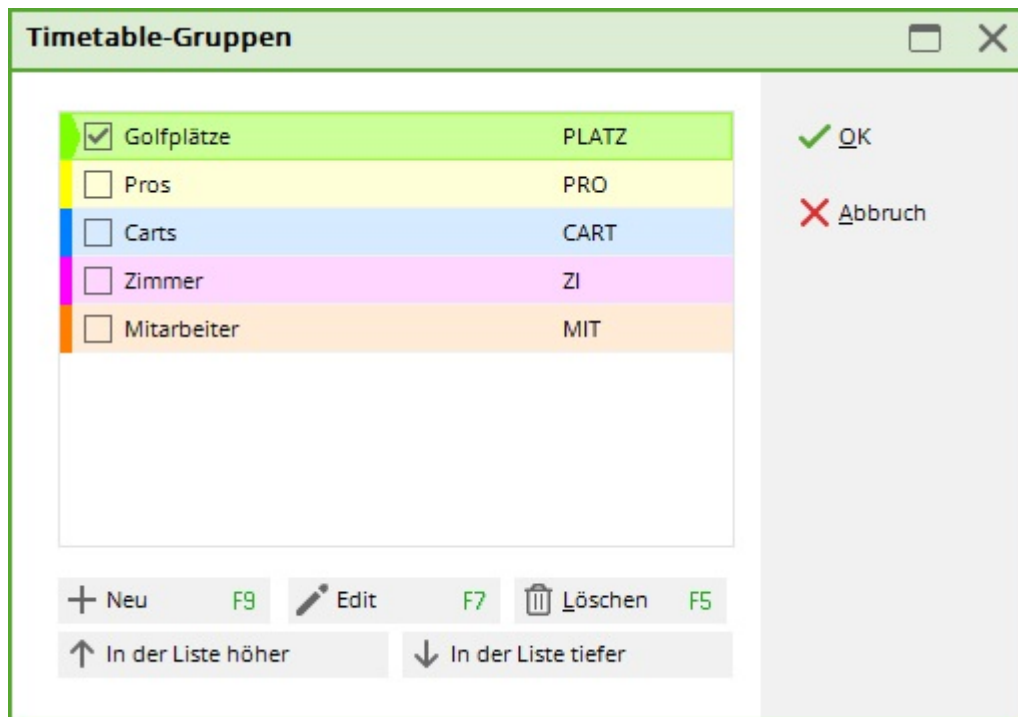 Timetable-Gruppen
Golfplätze PLATZ
Pros PRO
Carts CART
Zimmer ZI
Mitarbeiter MIT
OK
Abbruch
Neu F9 Edit F7 Löschen F5
In der Liste höher In der Liste tiefer